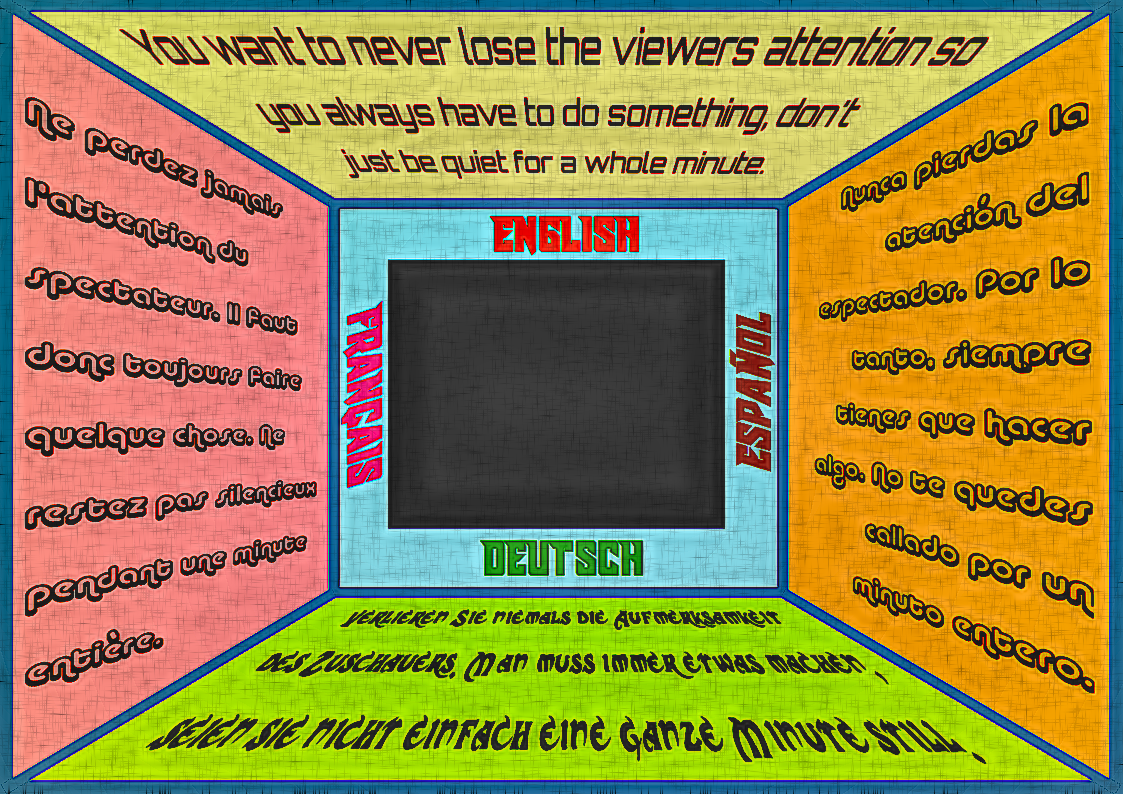 You want to never lose the viewers attention so
you always have to do something, don't
just be quiet for a whole minute.
Ne perdez jamais
l'attention du
spectateur. Il faut
donc toujours faire
quelque chose. Ne
restez pas silencieux
pendant une minute
entière.
ENGLISH
FRANÇAIS
ESPAÑOL
DEUTSCH
Nunca pierdas la
atención del
espectador. Por lo
tanto, siempre
tienes que hacer
algo. No te quedes
callado por un
minuto entero.
Verlieren Sie niemals die Aufmerksamkeit
des Zuschauers. Man muss immer etwas machen,
seien Sie nicht einfach eine ganze Minute still.